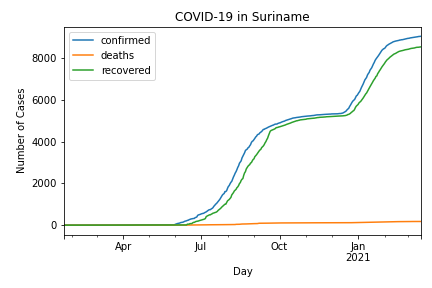 COVID-19 in Suriname
confirmed
deaths
recovered
Number of Cases
8000
6000
4000
2000
0
Apr
Jul
Oct
Jan
2021
Day